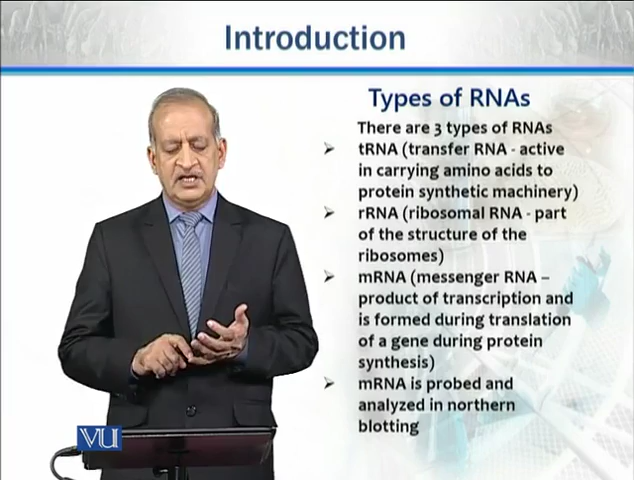 Introduction
Types of RNAs
There are 3 types of RNAs
➢ tRNA (transfer RNA - active
in carrying amino acids to
protein synthetic machinery)
➢ rRNA (ribosomal RNA - part
of the structure of the
ribosomes)
➢ mRNA (messenger RNA –
product of transcription and
is formed during translation
of a gene during protein
synthesis)
➢ mRNA is probed and
analyzed in northern
blotting
VU